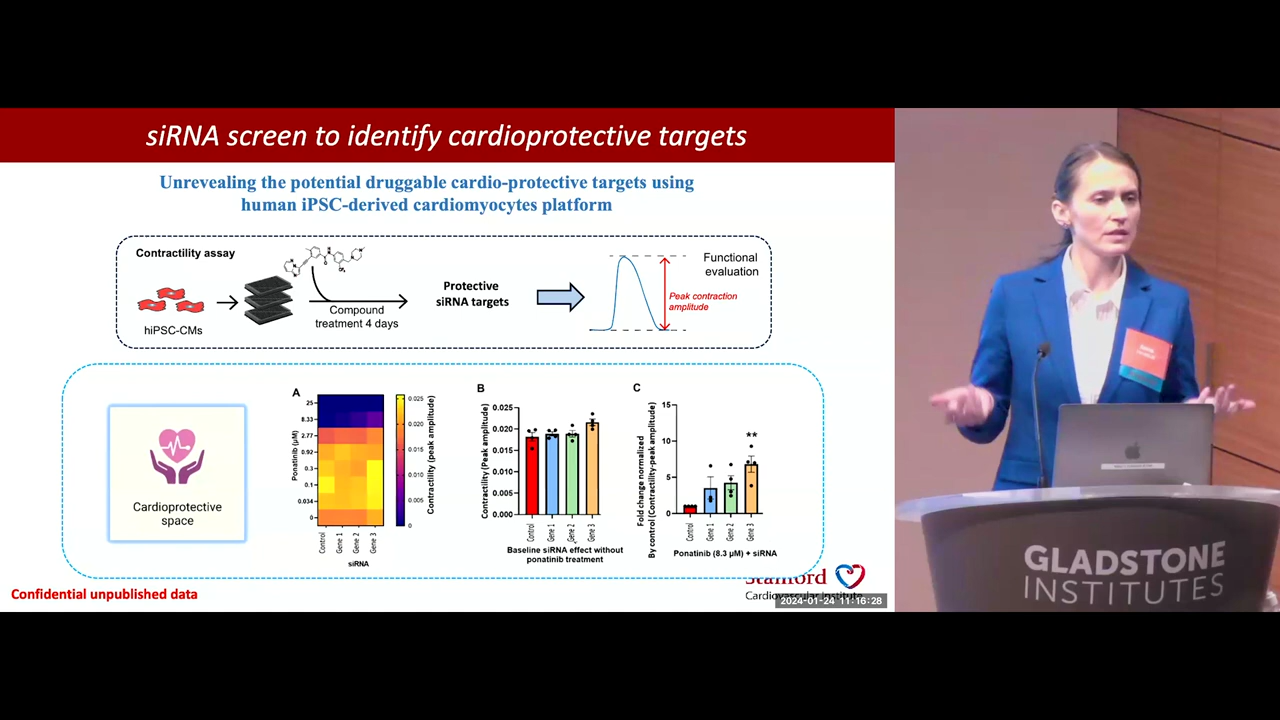 siRNA screen to identify cardioprotective targets
Unrevealing the potential druggable cardio-protective targets using
human iPSC-derived cardiomyocytes platform
Contractility assay
hiPSC-CMs
Compound
treatment 4 days
Protective
siRNA targets
Functional
evaluation
Peak contraction
amplitude
Cardioprotective
space
A
Ponatinib (μM)
25
8.33
2.77
0.92
0.3
0.1
0.034
0
Control
Gene 1
Gene 2
Gene 3
siRNA
0.025
0.020
0.015
0.010
0.005
0
Contractility (peak amplitude)
B
Contractility (Peak amplitude)
0.025
0.020
0.015
0.010
0.005
0.000
Control
Gene 1
Gene 2
Gene 3
Baseline siRNA effect without
ponatinib treatment
C
Fold change normalized
By control (Contractility-peak amplitude)
15
10
5
0
**
Control
Gene 1
Gene 2
Gene 3
Ponatinib (8.3 μM) + siRNA
Confidential unpublished data
Stanford
Cardiovascular Institute
2024-01-24 11:16:28
GLADSTONE
INSTITUTES